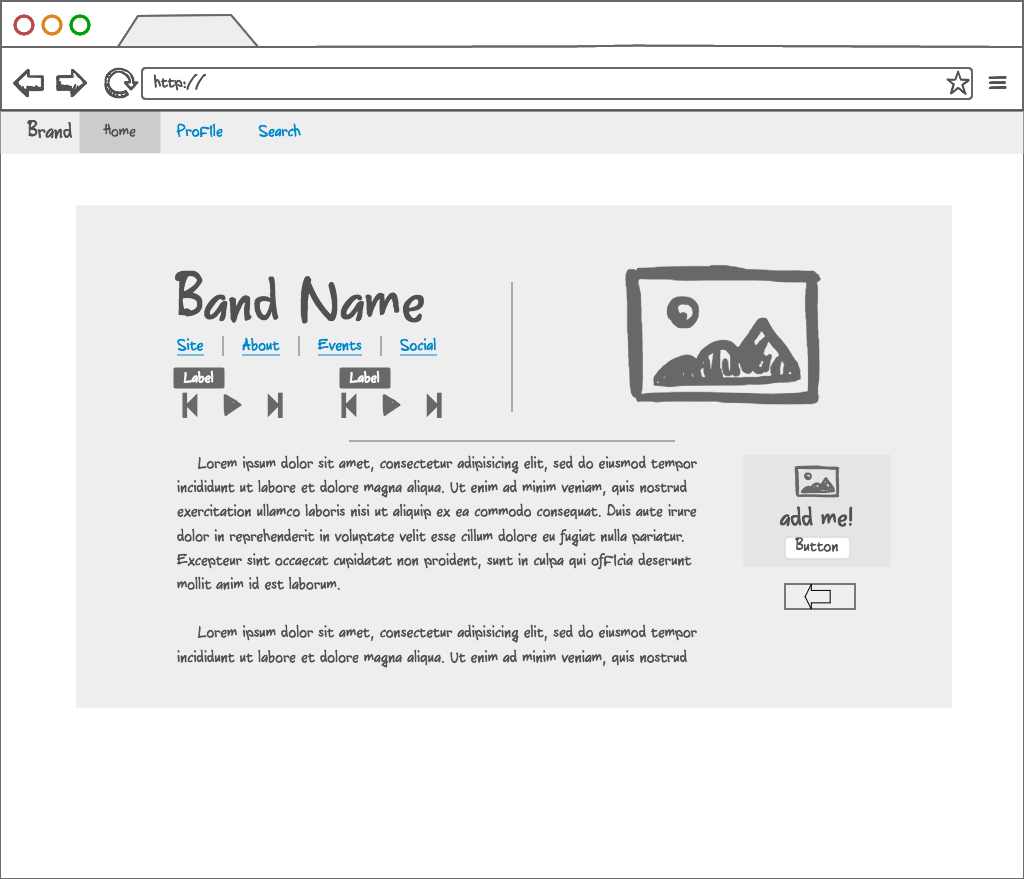 http://
Brand Home Profile Search
Band Name
Site About Events Social
Label Label
Lorem ipsum dolor sit amet, consectetur adipisicing elit, sed do eiusmod tempor
incididunt ut labore et dolore magna aliqua. Ut enim ad minim veniam, quis nostrud
exercitation ullamco laboris nisi ut aliquip ex ea commodo consequat. Duis aute irure
dolor in reprehenderit in voluptate velit esse cillum dolore eu fugiat nulla pariatur.
Excepteur sint occaecat cupidatat non proident, sunt in culpa qui officia deserunt
mollit anim id est laborum.
Lorem ipsum dolor sit amet, consectetur adipisicing elit, sed do eiusmod tempor
incididunt ut labore et dolore magna aliqua. Ut enim ad minim veniam, quis nostrud
add me!
Button